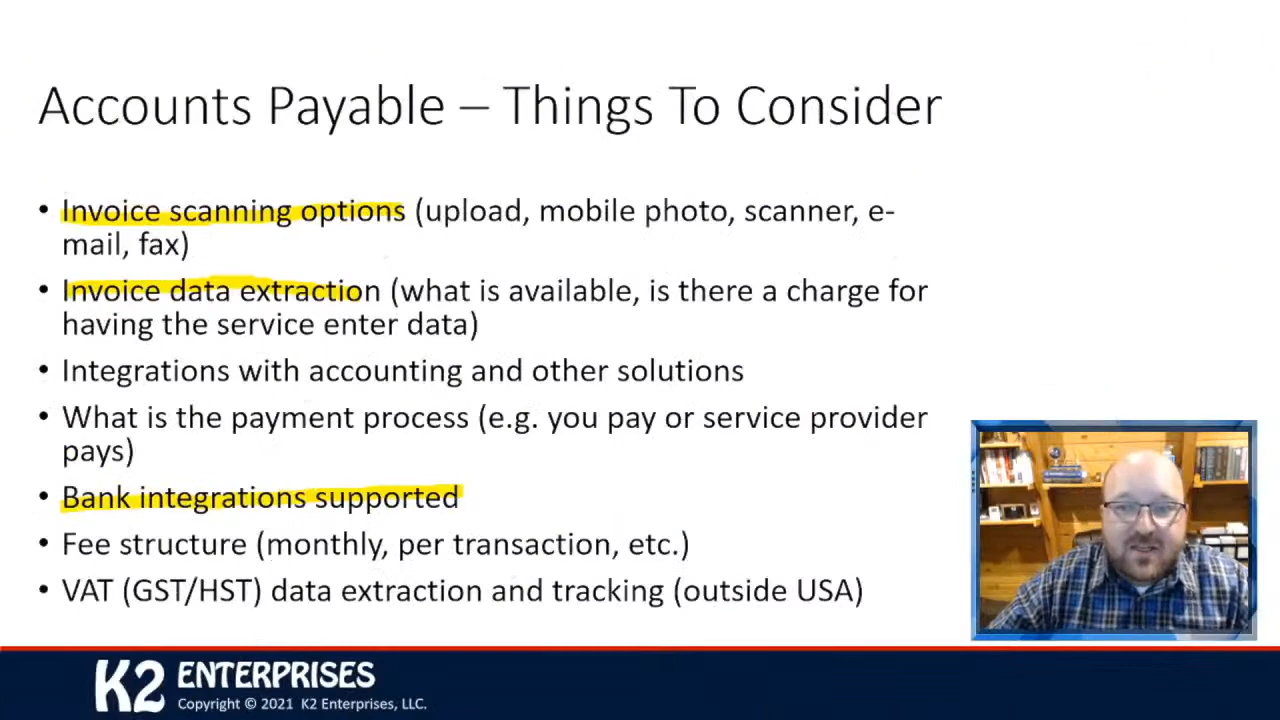 Accounts Payable – Things To Consider
• Invoice scanning options (upload, mobile photo, scanner, e-
mail, fax)
• Invoice data extraction (what is available, is there a charge for
having the service enter data)
• Integrations with accounting and other solutions
• What is the payment process (e.g. you pay or service provider
pays)
• Bank integrations supported
• Fee structure (monthly, per transaction, etc.)
• VAT (GST/HST) data extraction and tracking (outside USA)
K2 ENTERPRISES
Copyright © 2021 K2 Enterprises, LLC.